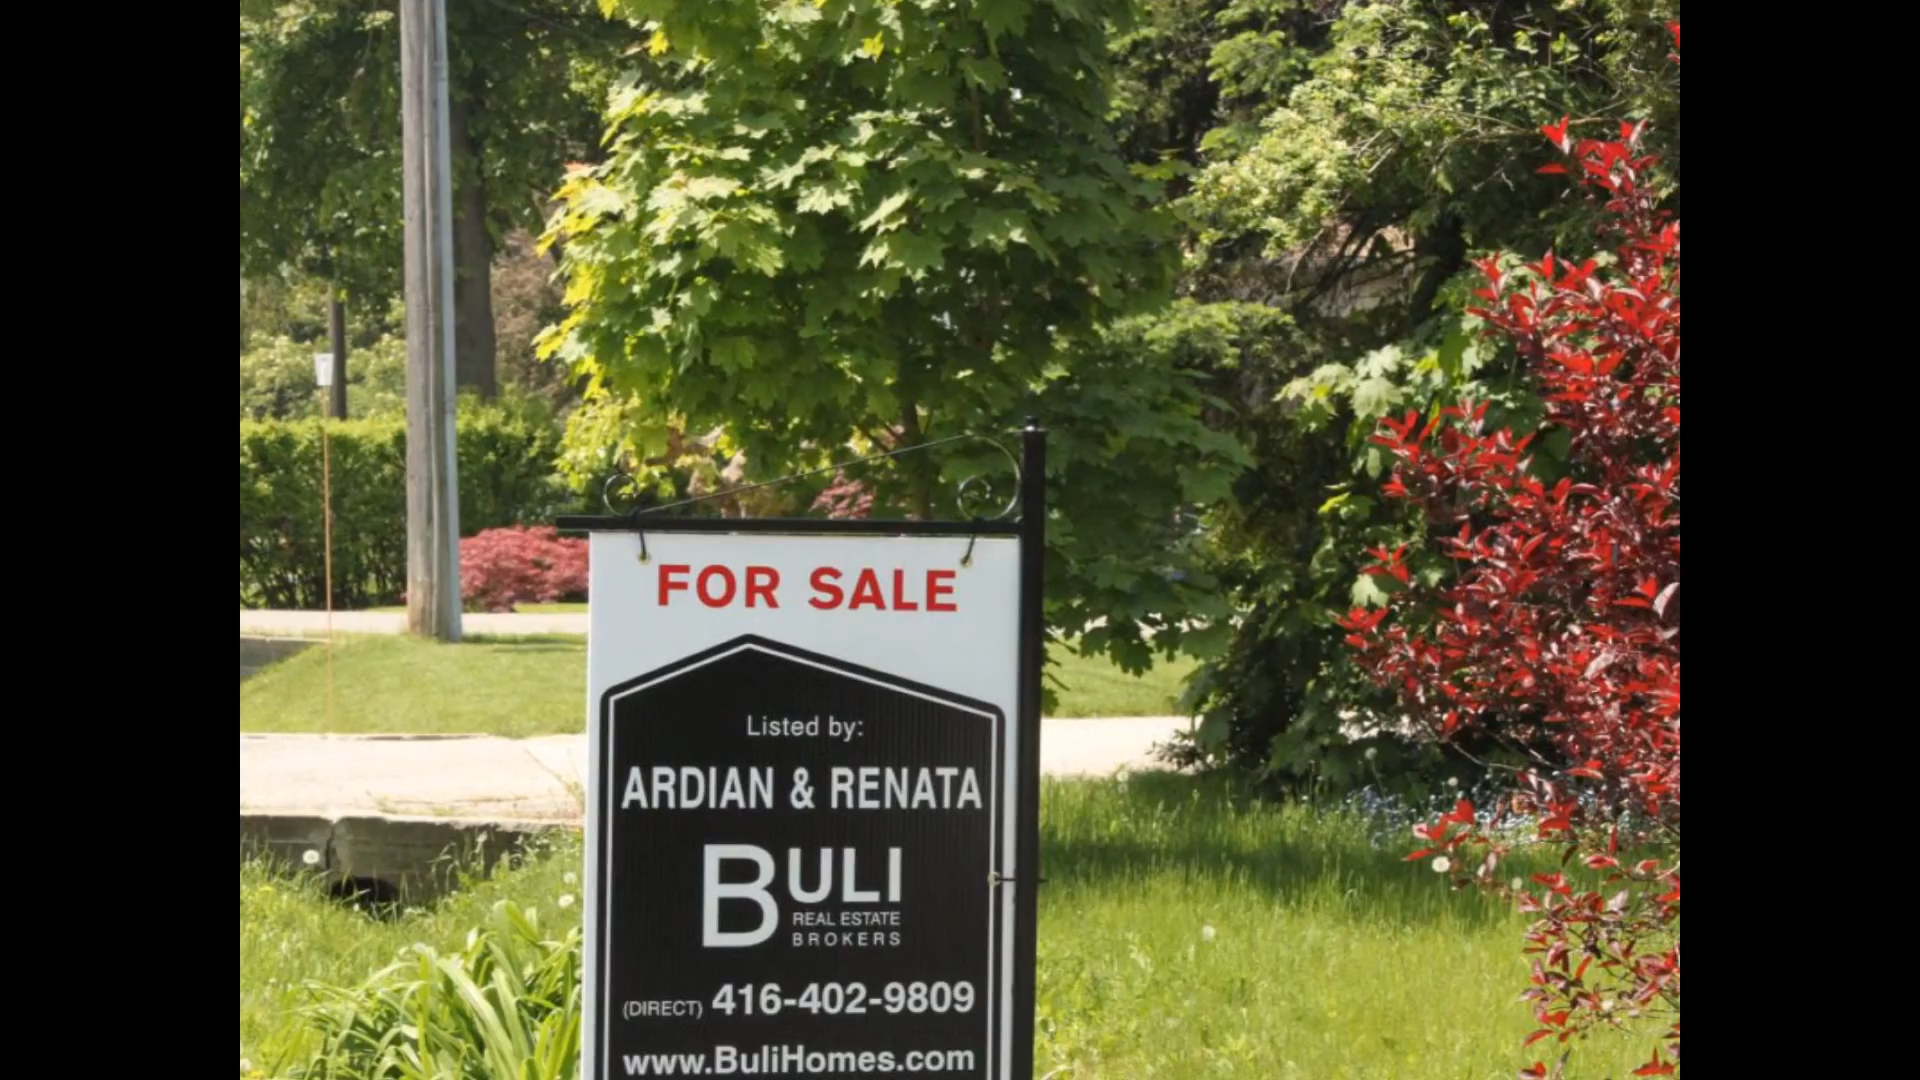 FOR SALE
Listed by:
ARDIAN & RENATA
BULI
REAL ESTATE
BROKERS
(DIRECT) 416-402-9809
www.BuliHomes.com